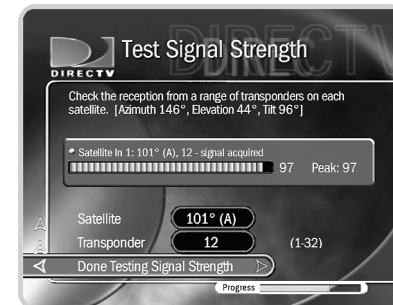 DIRECTV
Test Signal Strength
DIRECTV
Check the reception from a range of transponders on each
satellite. [Azimuth 146°, Elevation 44°, Tilt 96°]
Satellite In 1: 101° (A), 12 - signal acquired
97 Peak: 97
Satellite 101° (A)
Transponder 12 (1-32)
Done Testing Signal Strength
Progress